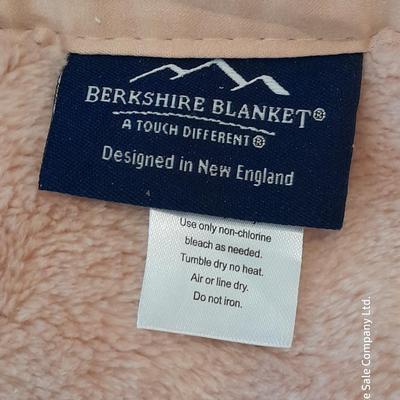 BERKSHIRE BLANKET®
A TOUCH DIFFERENT®
Designed in New England
Use only non-chlorine
bleach as needed.
Tumble dry no heat.
Air or line dry.
Do not iron.
e Sale Company Ltd.